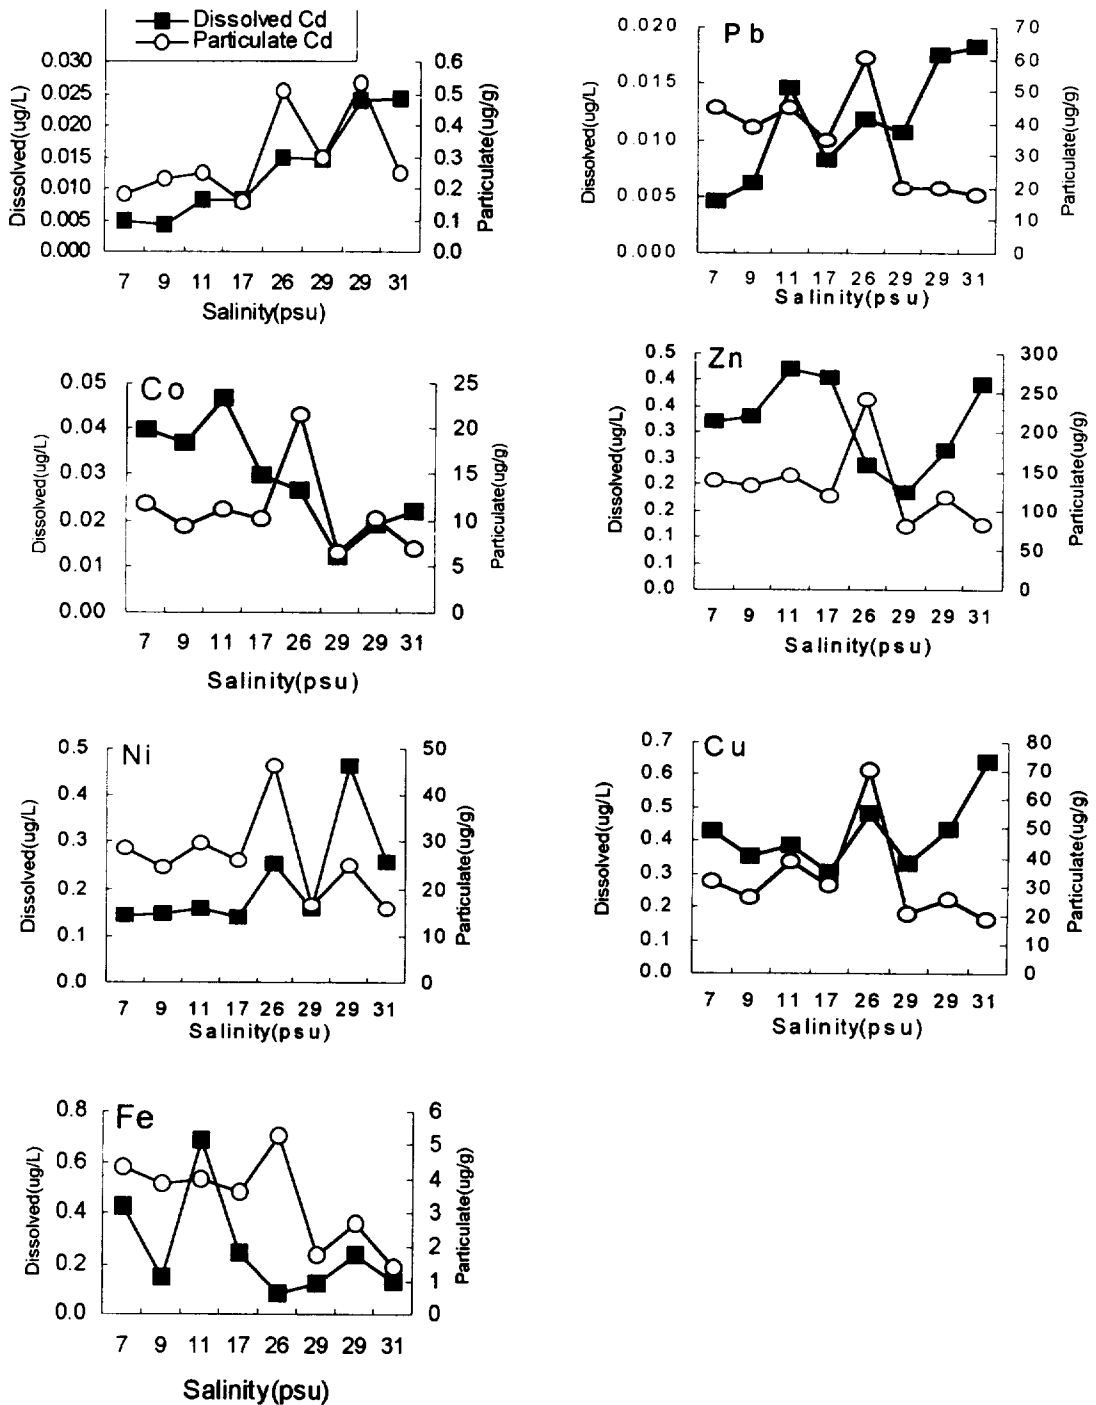 Dissolved Cd
Particulate Cd
0.030
0.025
0.020
0.015
0.010
0.005
0.000
Dissolved(ug/L)
0.6
0.5
0.4
0.3
0.2
0.1
0.0
Particulate(ug/g)
7 9 11 17 26 29 29 31
Salinity(psu)
Pb
0.020
0.015
0.010
0.005
0.000
Dissolved(ug/L)
70
60
50
40
30
20
10
0
Particulate(ug/g)
7 9 11 17 26 29 29 31
Salinity(psu)
Co
0.05
0.04
0.03
0.02
0.01
0.00
Dissolved(ug/L)
25
20
15
10
5
0
Particulate(ug/g)
7 9 11 17 26 29 29 31
Salinity(psu)
Zn
0.5
0.4
0.4
0.3
0.3
0.2
0.1
0.1
0.0
Dissolved(ug/L)
300
250
200
150
100
50
0
Particulate(ug/g)
7 9 11 17 26 29 29 31
Salinity(psu)
Ni
0.5
0.4
0.3
0.2
0.1
0.0
Dissolved(ug/L)
50
40
30
20
10
0
Particulate(ug/g)
7 9 11 17 26 29 29 31
Salinity(psu)
Cu
0.7
0.6
0.5
0.4
0.3
0.2
0.1
0.0
Dissolved(ug/L)
80
70
60
50
40
30
20
10
0
Particulate(ug/g)
7 9 11 17 26 29 29 31
Salinity(psu)
Fe
0.8
0.6
0.4
0.2
0.0
Dissolved(ug/L)
6
5
4
3
2
1
0
Particulate(ug/g)
7 9 11 17 26 29 29 31
Salinity(psu)